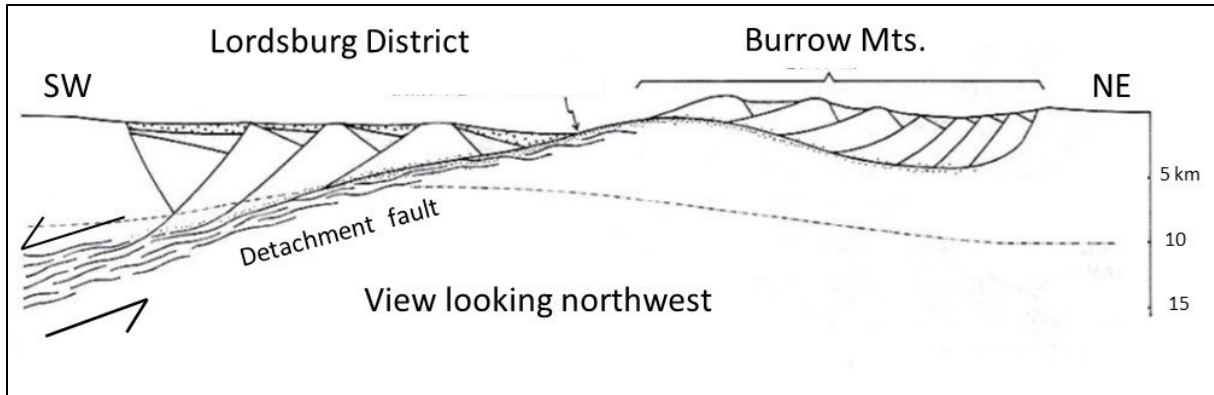 Lordsburg District
Burrow Mts.
SW
NE
5 km
Detachment fault
10
View looking northwest
15